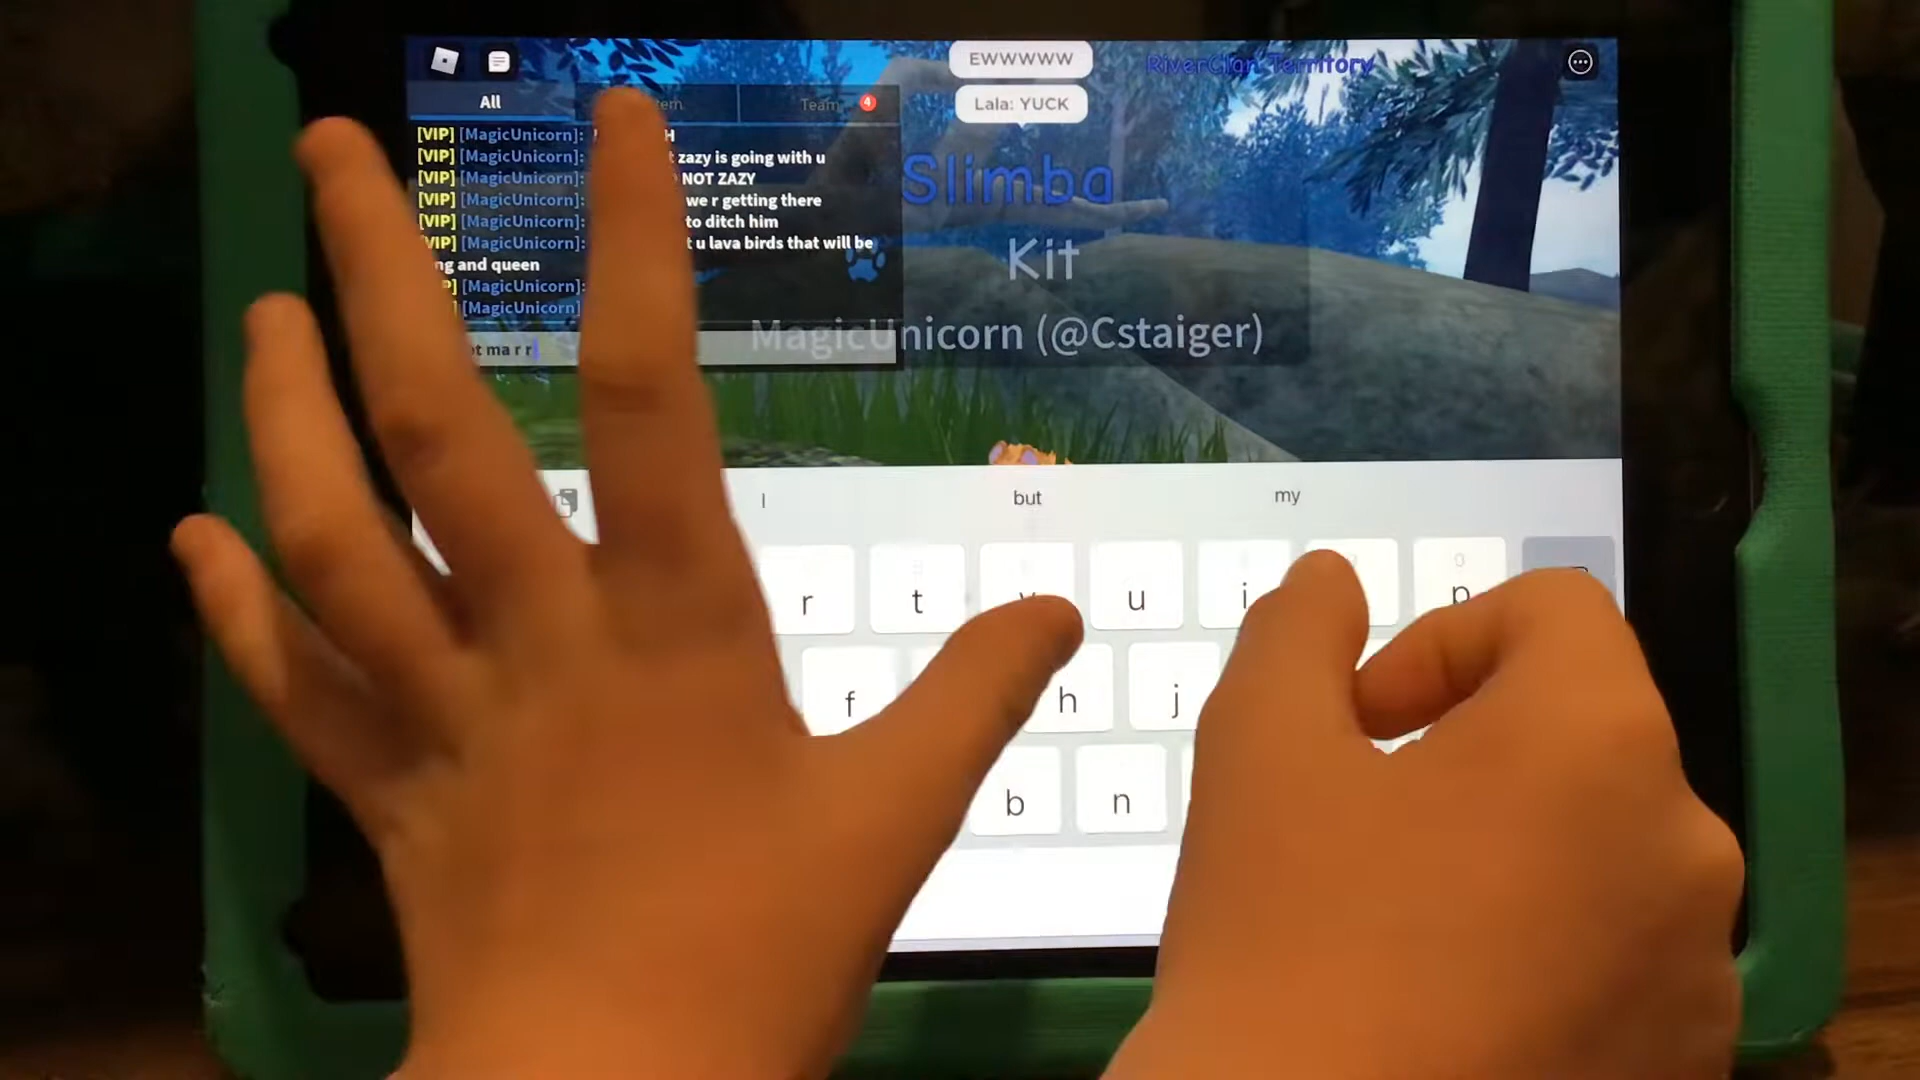 EWWWWW
RiverClan Territory
Lala: YUCK
All
Team
4
[VIP] [MagicUnicorn]: H
[VIP] [MagicUnicorn]: zazy is going with u
[VIP] [MagicUnicorn]: NOT ZAZY
[VIP] [MagicUnicorn]: we r getting there
[VIP] [MagicUnicorn]: to ditch him
[VIP] [MagicUnicorn]: u lava birds that will be
and queen
[MagicUnicorn]:
[MagicUnicorn]
ma r r
Slimba
Kit
MagicUnicorn (@Cstaiger)
I but my
r t y u i p
0
f h j
b n